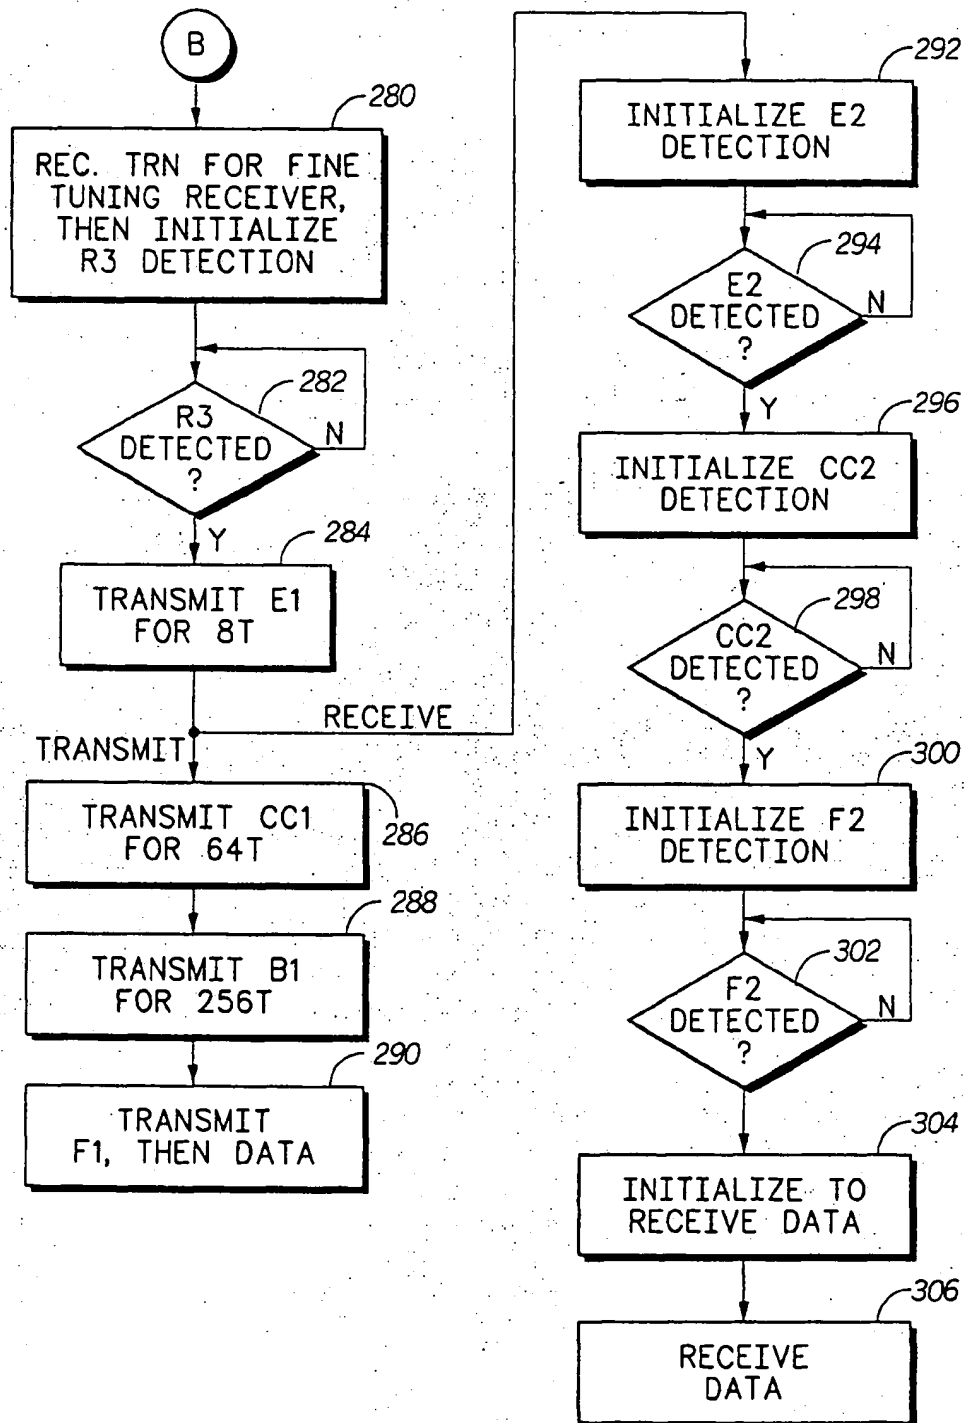 B
280
REC. TRN FOR FINE
TUNING RECEIVER,
THEN INITIALIZE
R3 DETECTION
282
R3
DETECTED
?
N
Y
284
TRANSMIT E1
FOR 8T
RECEIVE
TRANSMIT
TRANSMIT CC1
FOR 64T
286
288
TRANSMIT B1
FOR 256T
290
TRANSMIT
F1, THEN DATA
292
INITIALIZE E2
DETECTION
294
E2
DETECTED
?
N
Y
296
INITIALIZE CC2
DETECTION
298
CC2
DETECTED
?
N
Y
300
INITIALIZE F2
DETECTION
302
F2
DETECTED
?
N
304
INITIALIZE TO
RECEIVE DATA
306
RECEIVE
DATA